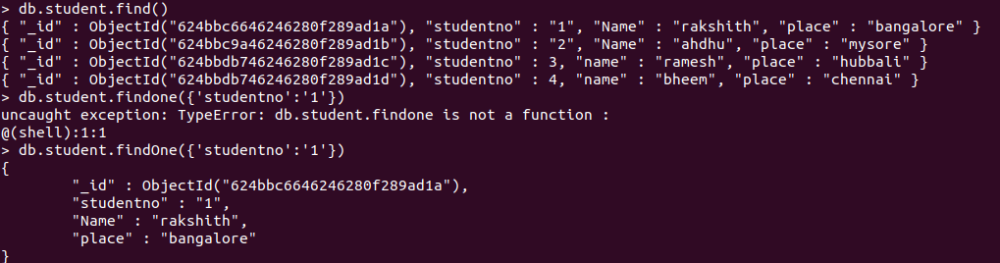 > db.student.find()
{ "_id" : ObjectId("624bbc6646246280f289ad1a"), "studentno" : "1", "Name" : "rakshith", "place" : "bangalore" }
{ "_id" : ObjectId("624bbc9a46246280f289ad1b"), "studentno" : "2", "Name" : "ahdhu", "place" : "mysore" }
{ "_id" : ObjectId("624bbdb746246280f289ad1c"), "studentno" : 3, "name" : "ramesh", "place" : "hubbali" }
{ "_id" : ObjectId("624bbdb746246280f289ad1d"), "studentno" : 4, "name" : "bheem", "place" : "chennai" }
> db.student.findone({'studentno':'1'})
uncaught exception: TypeError: db.student.findone is not a function :
@(shell):1:1
> db.student.findOne({'studentno':'1'})
{
        "_id" : ObjectId("624bbc6646246280f289ad1a"),
        "studentno" : "1",
        "Name" : "rakshith",
        "place" : "bangalore"
}